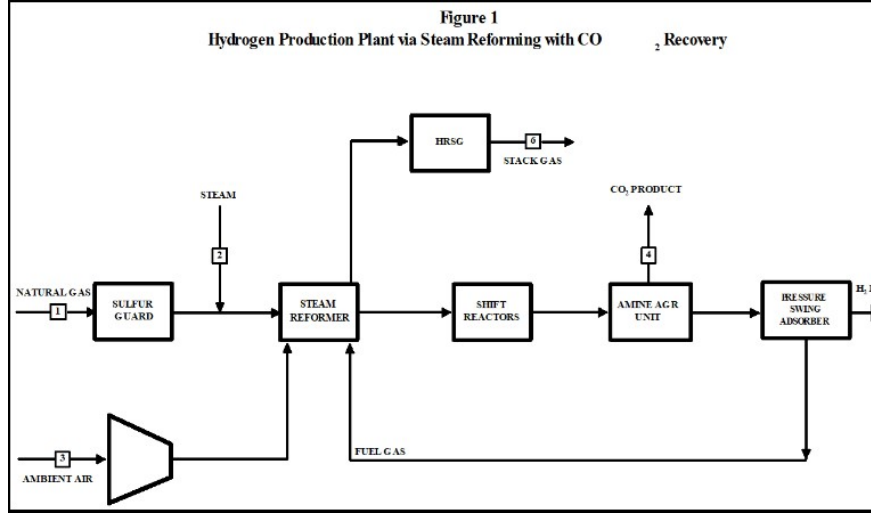 Figure 1
Hydrogen Production Plant via Steam Reforming with CO 2 Recovery
HRSG
6
STACK GAS
STEAM
CO2 PRODUCT
2
4
NATURAL GAS
1
SULFUR
GUARD
STEAM
REFORMER
SHIFT
REACTORS
AMINE AGR
UNIT
PRESSURE
SWING
ADSORBER
H2
3
AMBIENT AIR
FUEL GAS